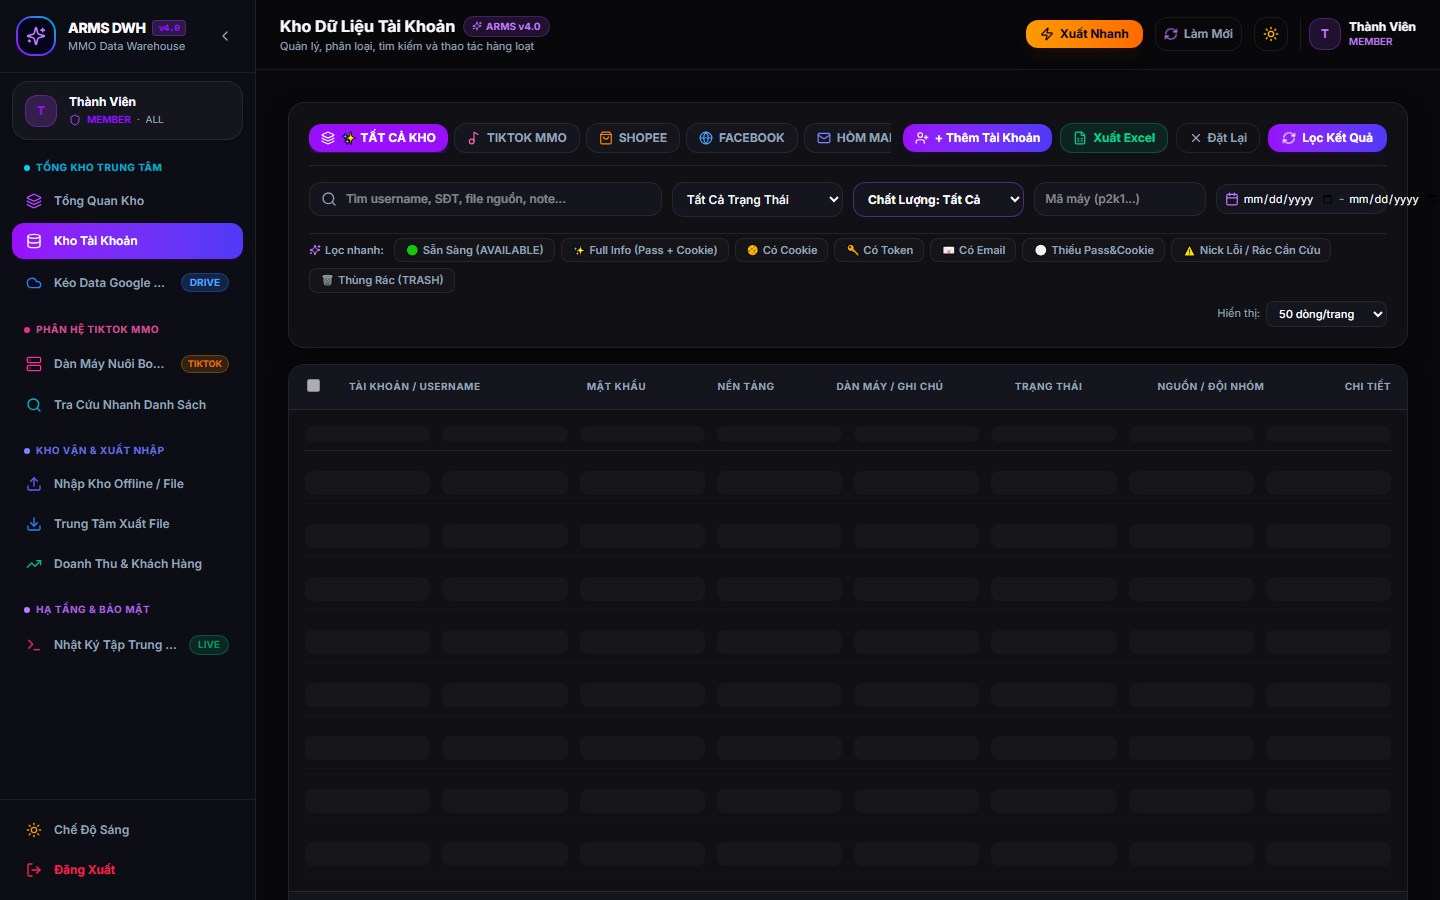 ARMS DWH v4.0
MMO Data Warehouse
T
Thành Viên
MEMBER · ALL
TỔNG KHO TRUNG TÂM
Tổng Quan Kho
Kho Tài Khoản
Kéo Data Google ... DRIVE
PHÂN HỆ TIKTOK MMO
Dàn Máy Nuôi Bo... TIKTOK
Tra Cứu Nhanh Danh Sách
KHO VẬN & XUẤT NHẬP
Nhập Kho Offline / File
Trung Tâm Xuất File
Doanh Thu & Khách Hàng
HẠ TẦNG & BẢO MẬT
Nhật Ký Tập Trung ... LIVE
Chế Độ Sáng
Đăng Xuất
Kho Dữ Liệu Tài Khoản ARMS v4.0
Quản lý, phân loại, tìm kiếm và thao tác hàng loạt
Xuất Nhanh
Làm Mới
T
Thành Viên
MEMBER
TẤT CẢ KHO TIKTOK MMO SHOPEE FACEBOOK HÒM MAI + Thêm Tài Khoản Xuất Excel Đặt Lại Lọc Kết Quả
Tìm username, SĐT, file nguồn, note... Tất Cả Trạng Thái Chất Lượng: Tất Cả Mã máy (p2k1...) mm/dd/yyyy - mm/dd/yyyy
Lọc nhanh: Sẵn Sàng (AVAILABLE) Full Info (Pass + Cookie) Có Cookie Có Token Có Email Thiếu Pass&Cookie Nick Lỗi / Rác Cần Cứu
Thùng Rác (TRASH)
Hiển thị: 50 dòng/trang
TÀI KHOẢN / USERNAME MẬT KHẨU NỀN TẢNG DÀN MÁY / GHI CHÚ TRẠNG THÁI NGUỒN / ĐỘI NHÓM CHI TIẾT